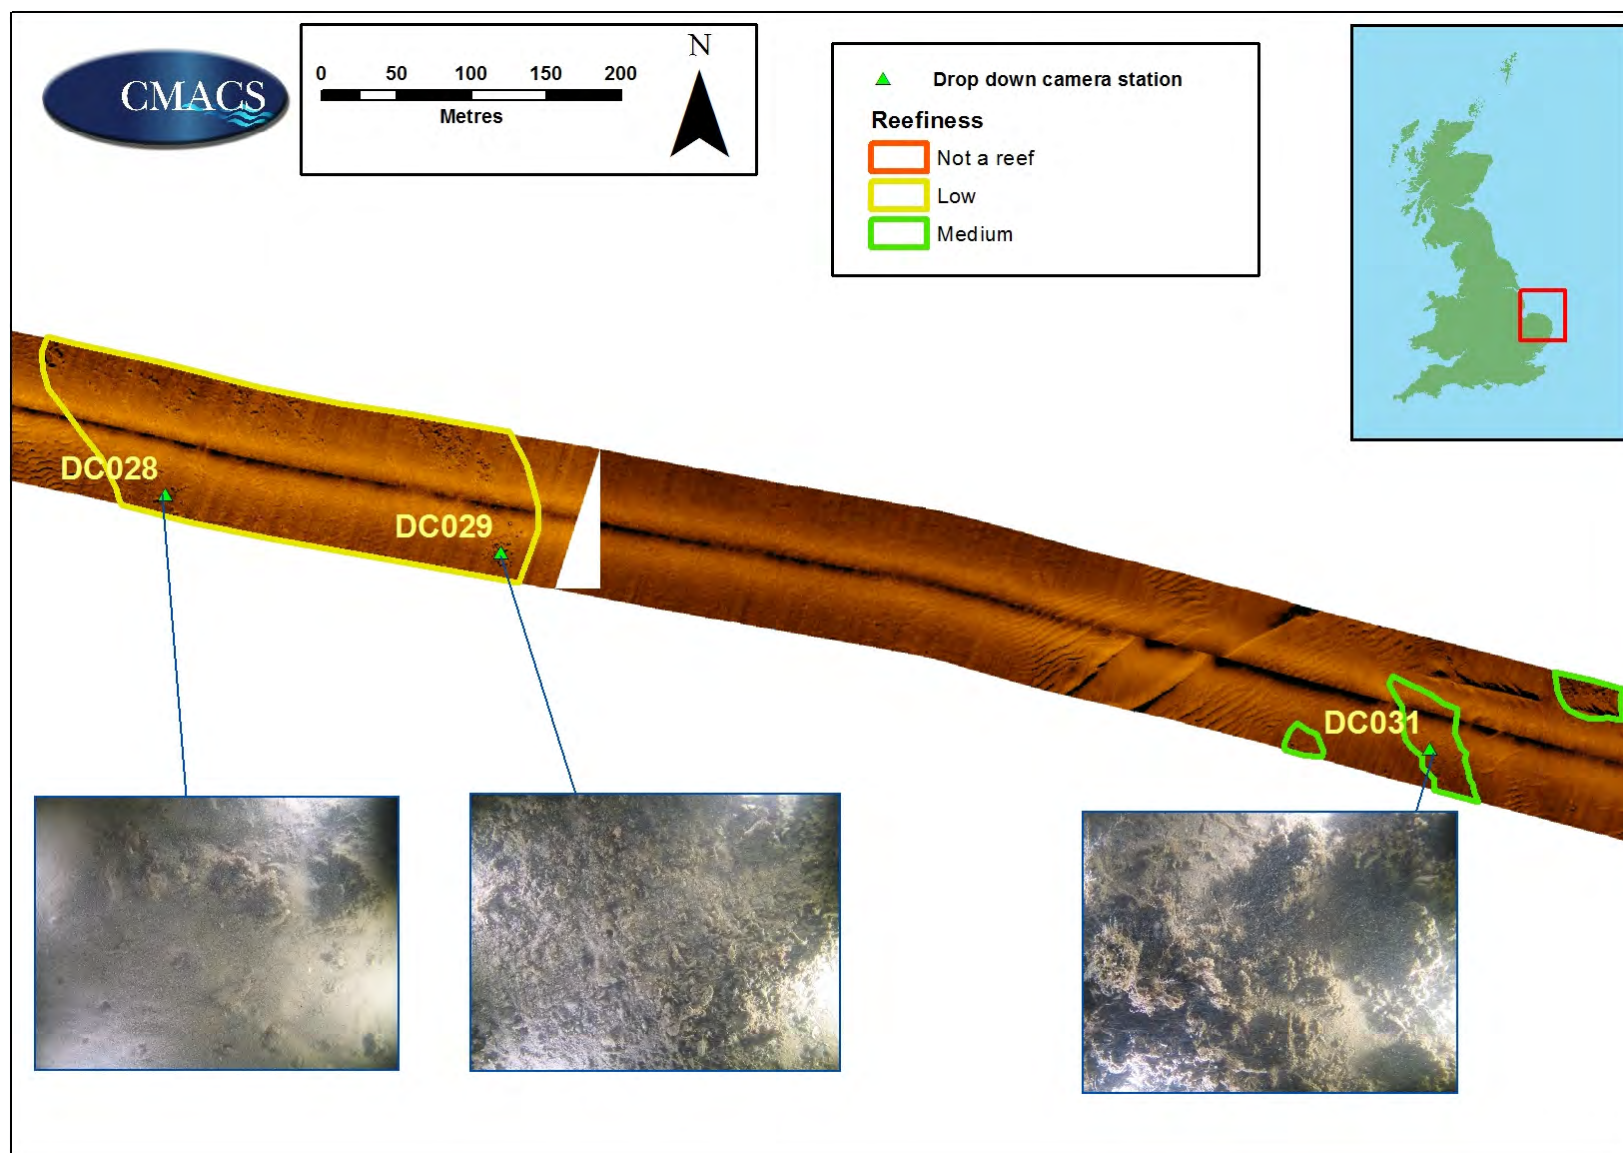 CMACS
0 50 100 150 200
Metres
N
Drop down camera station
Reefiness
Not a reef
Low
Medium
DC028
DC029
DC031